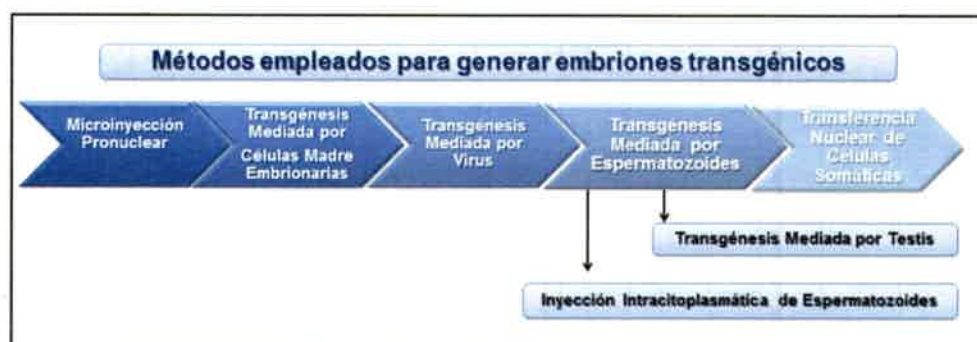 Métodos empleados para generar embriones transgénicos
Microinyección
Pronuclear
Transgénesis
Mediada por
Células Madre
Embrionarias
Transgénesis
Mediada por
Virus
Transgénesis
Mediada por
Espermatozoides
Transferencia
Nuclear de
Células
Somáticas
Transgénesis Mediada por Testis
Inyección Intracitoplasmática de Espermatozoides